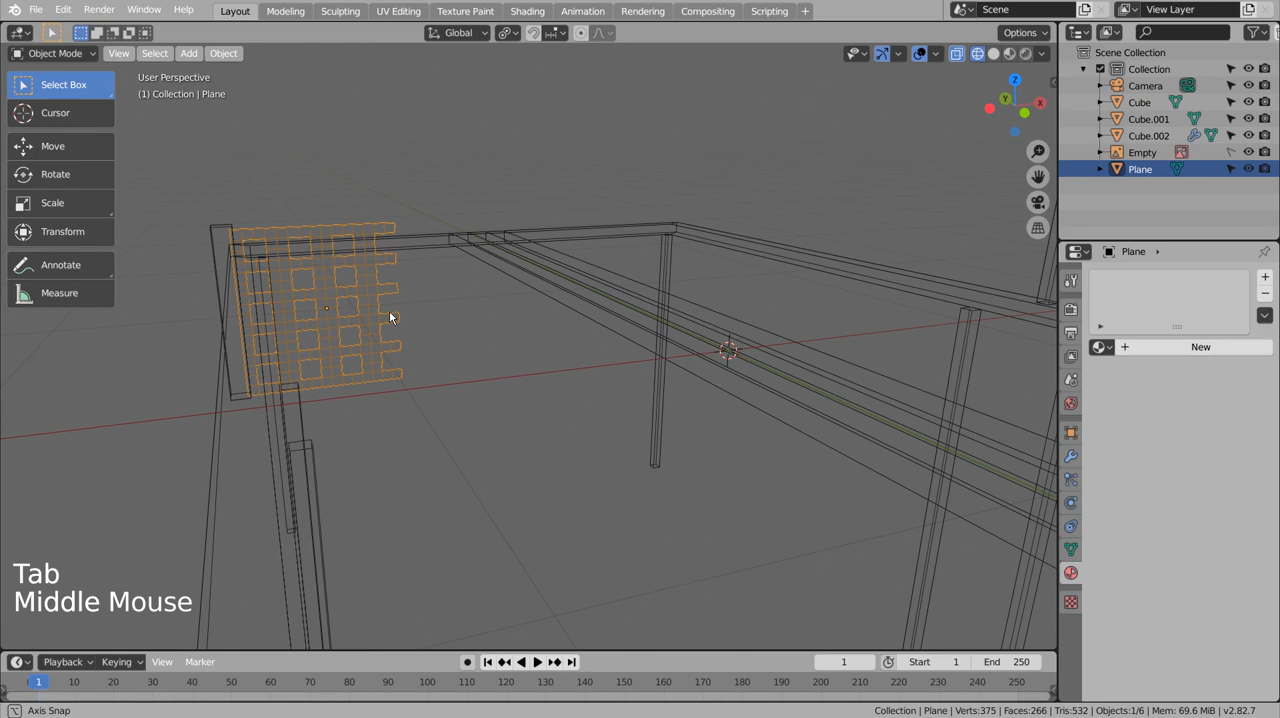 File Edit Render Window Help Layout Modeling Sculpting UV Editing Texture Paint Shading Animation Rendering Compositing Scripting + Scene View Layer
Global Options
Object Mode View Select Add Object
Scene Collection
Collection
Camera
Cube
Cube.001
Cube.002
Empty
Plane
Select Box
Cursor
Move
Rotate
Scale
Transform
Annotate
Measure
User Perspective
(1) Collection | Plane
Z
Y
X
Plane
New
Tab
Middle Mouse
Playback Keying View Marker 1 Start 1 End 250
1 10 20 30 40 50 60 70 80 90 100 110 120 130 140 150 160 170 180 190 200 210 220 230 240 250
Axis Snap Collection | Plane | Verts:375 | Faces:266 | Tris:532 | Objects:1/6 | Mem: 69.6 MiB | v2.82.7